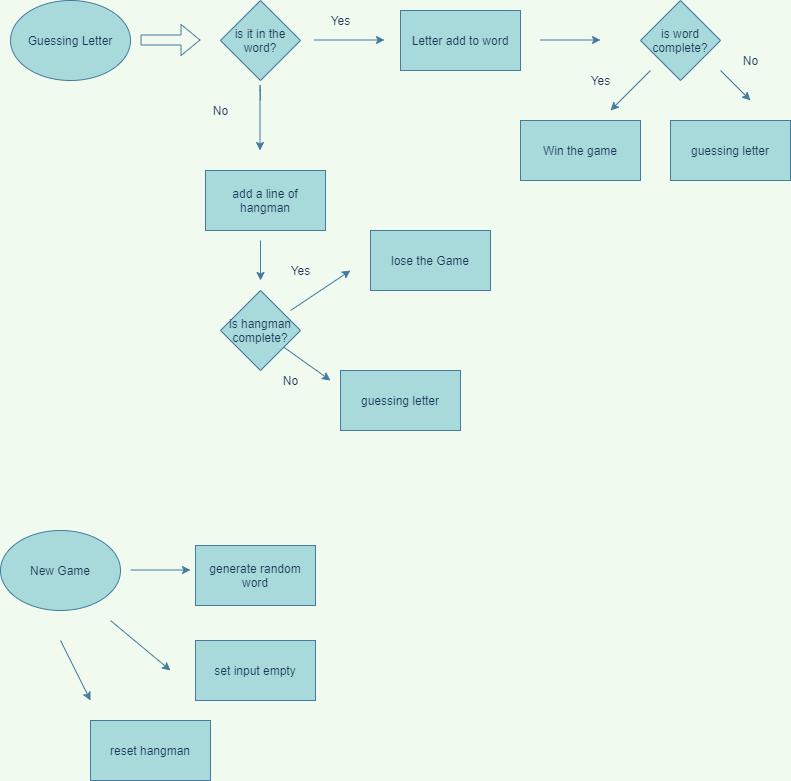 Guessing Letter
is it in the
word?
Yes
Letter add to word
is word
complete?
Yes
No
Win the game
guessing letter
No
add a line of
hangman
Yes
lose the Game
is hangman
complete?
No
guessing letter
New Game
generate random
word
set input empty
reset hangman